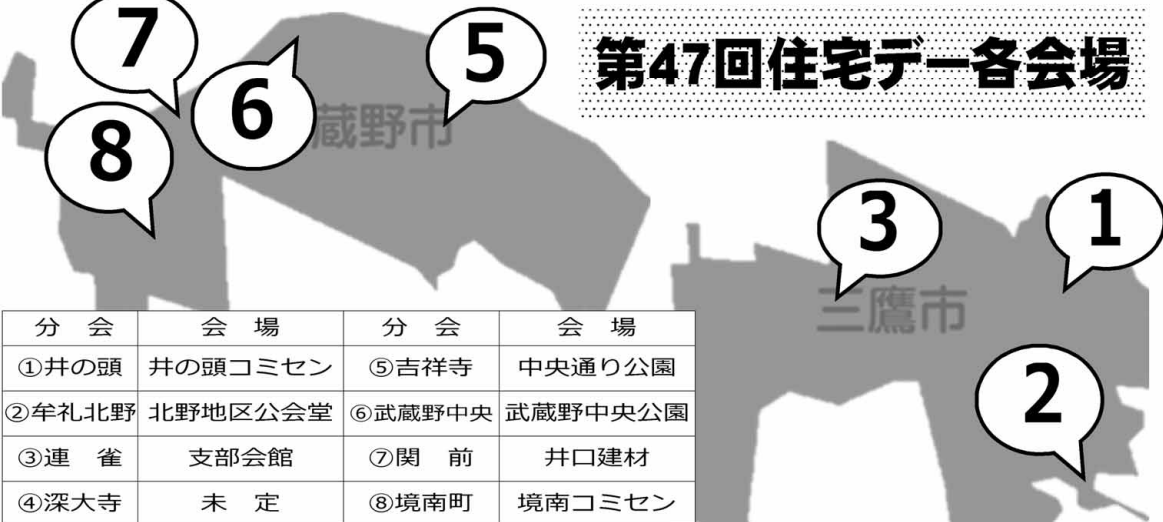 第47回住宅デー各会場
7
6
5
8
蔵野市
3
1
三鷹市
2
分 会 会 場 分 会 会 場
①井の頭 井の頭コミセン ⑤吉祥寺 中央通り公園
②牟礼北野 北野地区公会堂 ⑥武蔵野中央 武蔵野中央公園
③連 雀 支部会館 ⑦関 前 井口建材
④深大寺 未 定 ⑧境南町 境南コミセン